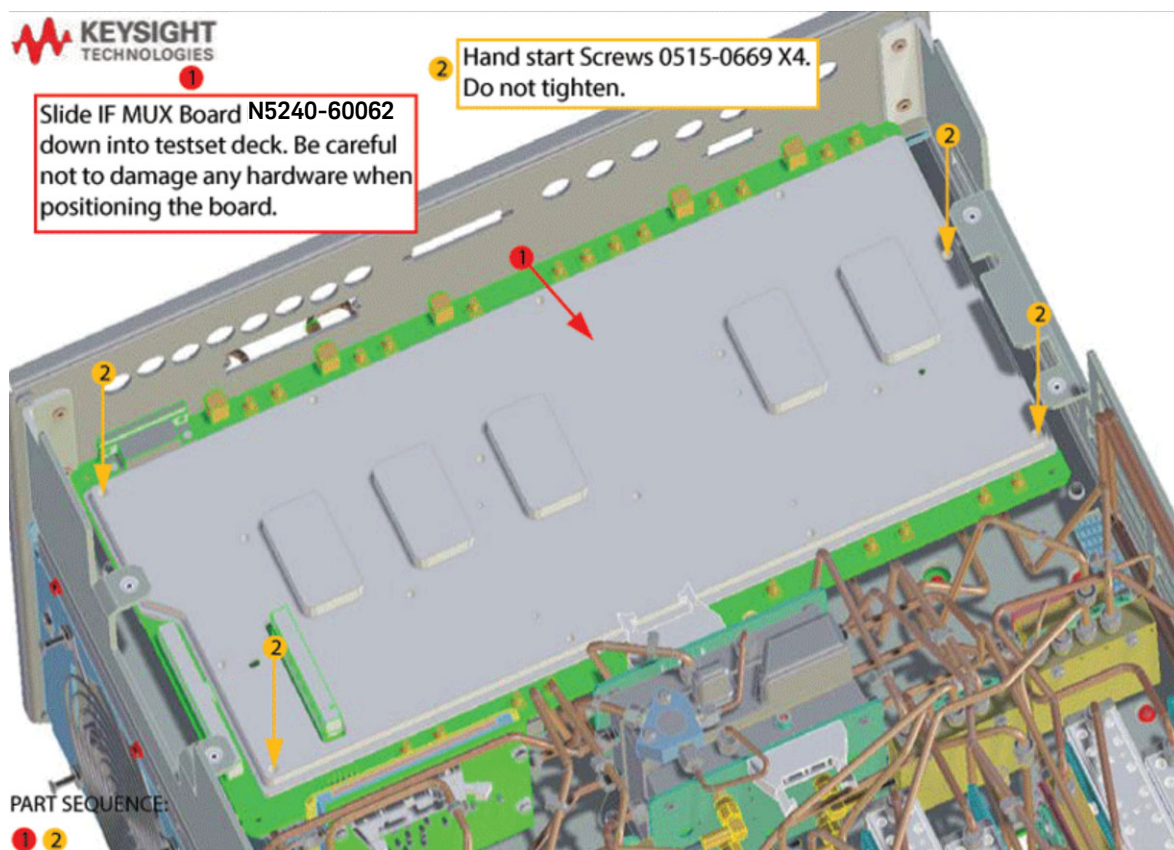 KEYSIGHT
TECHNOLOGIES
1
Slide IF MUX Board N5240-60062
down into testset deck. Be careful
not to damage any hardware when
positioning the board.
2
Hand start Screws 0515-0669 X4.
Do not tighten.
2
1
2
2
2
PART SEQUENCE:
1 2